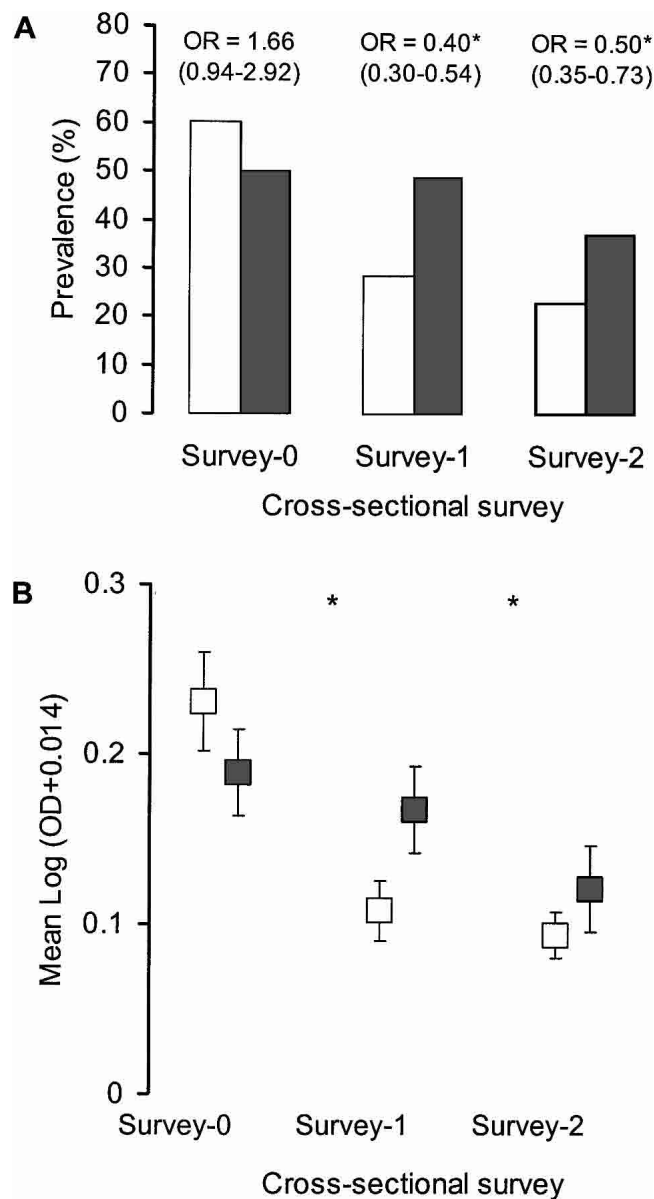 A
80
70
60
50
40
30
20
10
0
Prevalence (%)
OR = 1.66
(0.94-2.92)
OR = 0.40*
(0.30-0.54)
OR = 0.50*
(0.35-0.73)
Survey-0
Survey-1
Survey-2
Cross-sectional survey
B
0.3
0.2
0.1
0
Mean Log (OD+0.014)
*
*
Survey-0
Survey-1
Survey-2
Cross-sectional survey